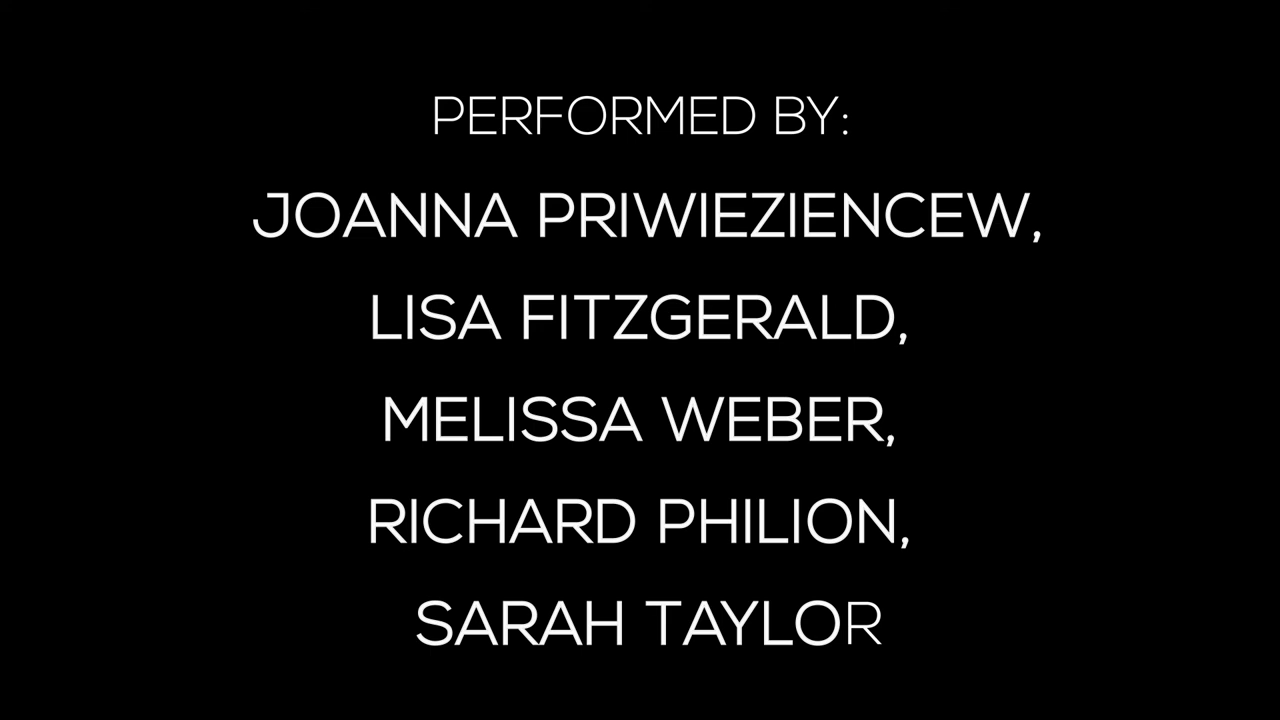 PERFORMED BY:
JOANNA PRIWIEZIENCEW,
LISA FITZGERALD,
MELISSA WEBER,
RICHARD PHILION,
SARAH TAYLOR